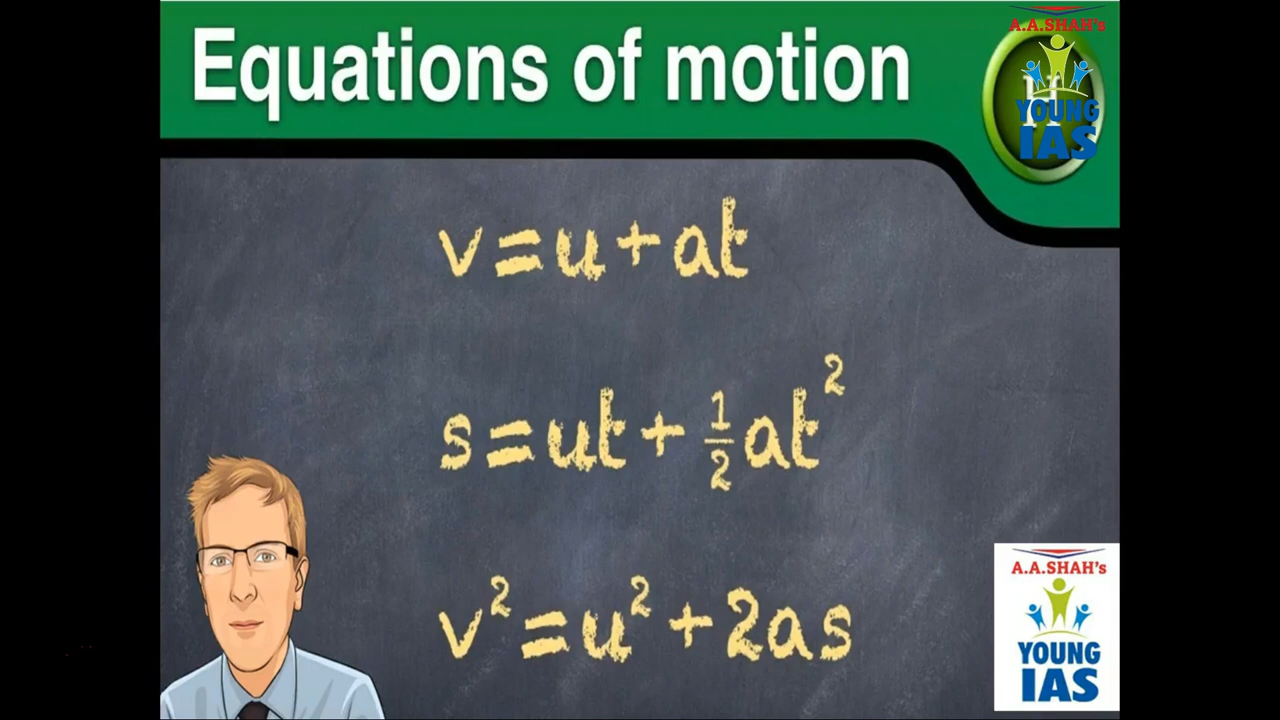 Equations of motion
A.A.SHAH's
YOUNG
IAS
v=u+at
s=ut+½at²
v²=u²+2as
A.A.SHAH's
YOUNG
IAS